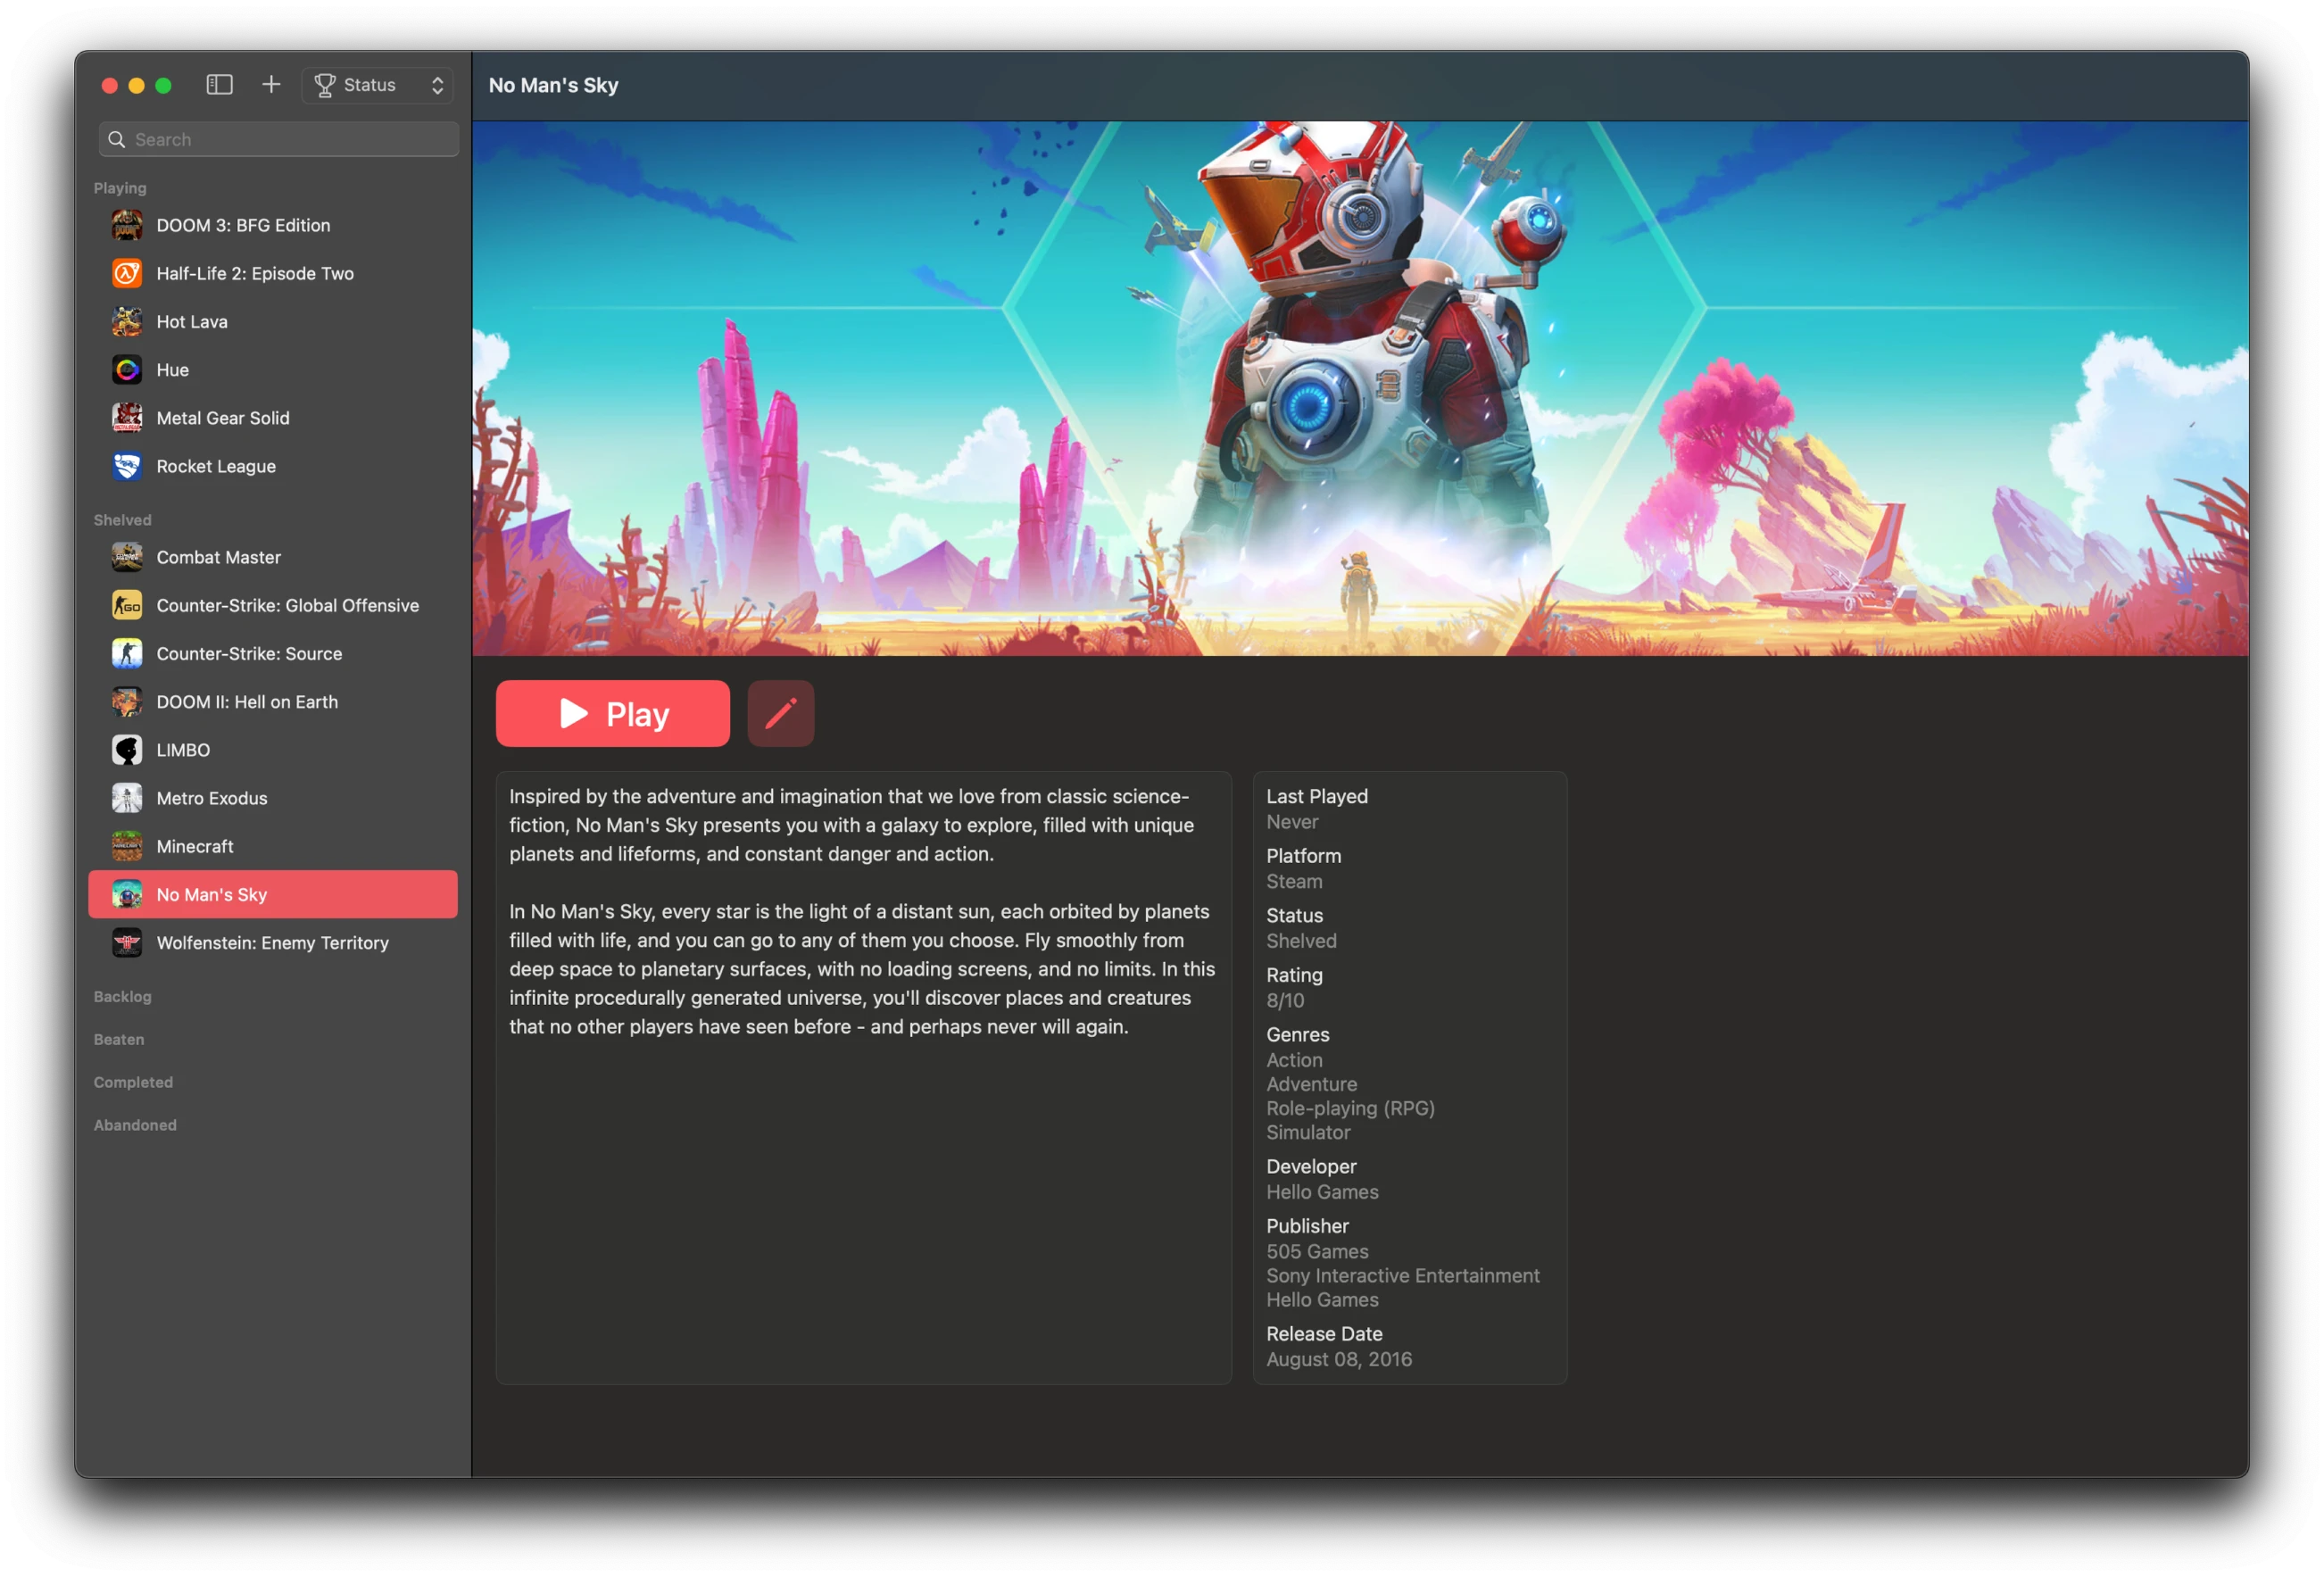 Status
No Man's Sky
Search
Playing
DOOM 3: BFG Edition
Half-Life 2: Episode Two
Hot Lava
Hue
Metal Gear Solid
Rocket League
Shelved
Combat Master
Counter-Strike: Global Offensive
Counter-Strike: Source
DOOM II: Hell on Earth
LIMBO
Metro Exodus
Minecraft
No Man's Sky
Wolfenstein: Enemy Territory
Backlog
Beaten
Completed
Abandoned
Play
Inspired by the adventure and imagination that we love from classic science-
fiction, No Man's Sky presents you with a galaxy to explore, filled with unique
planets and lifeforms, and constant danger and action.
In No Man's Sky, every star is the light of a distant sun, each orbited by planets
filled with life, and you can go to any of them you choose. Fly smoothly from
deep space to planetary surfaces, with no loading screens, and no limits. In this
infinite procedurally generated universe, you'll discover places and creatures
that no other players have seen before - and perhaps never will again.
Last Played
Never
Platform
Steam
Status
Shelved
Rating
8/10
Genres
Action
Adventure
Role-playing (RPG)
Simulator
Developer
Hello Games
Publisher
505 Games
Sony Interactive Entertainment
Hello Games
Release Date
August 08, 2016